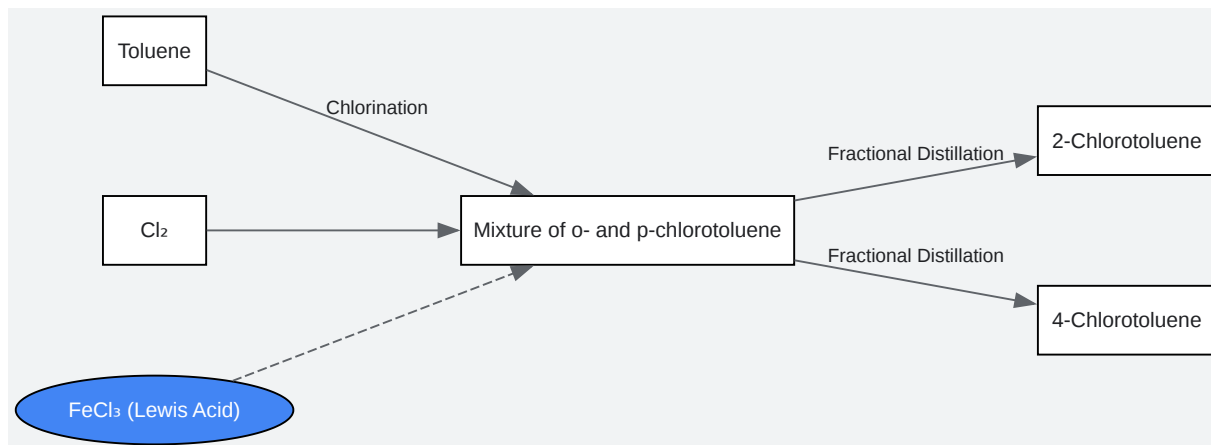 Toluene
Chlorination
2-Chlorotoluene
Fractional Distillation
Cl₂
Mixture of o- and p-chlorotoluene
Fractional Distillation
4-Chlorotoluene
FeCl₃ (Lewis Acid)